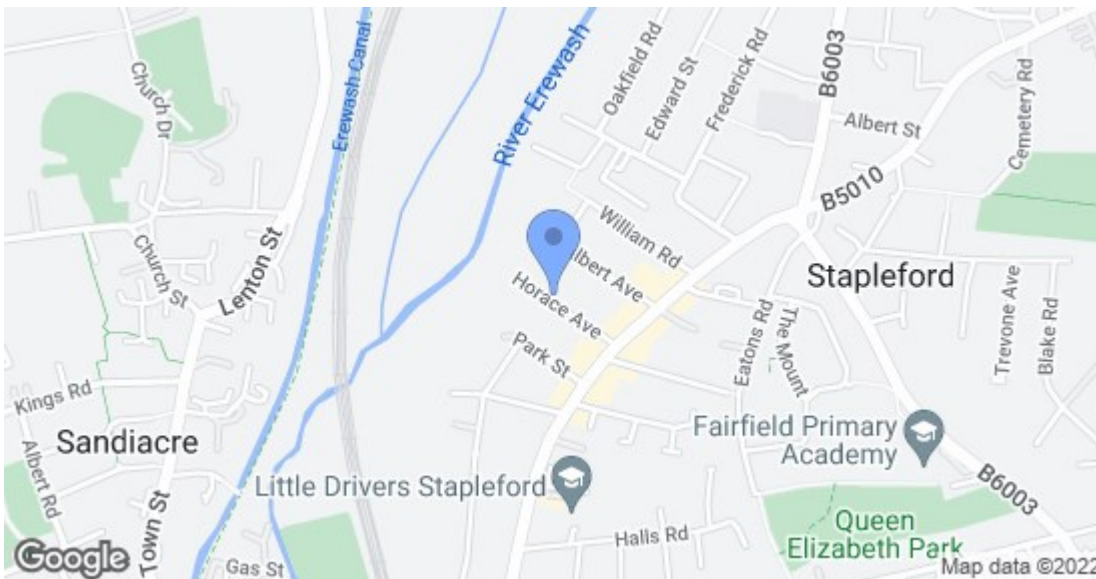 Church Dr
Erewash Canal
River Erewash
Oakfield Rd
Edward St
Frederick Rd
B6003
Albert St
Cemetery Rd
B5010
Church St
Lenton St
William Rd
Albert Ave
Horace Ave
Park St
Stapleford
Eatons Rd
The Mount
Trevone Ave
Blake Rd
Kings Rd
Sandiacre
Albert Rd
Town St
Fairfield Primary
Academy
Little Drivers Stapleford
B6003
Halls Rd
Queen
Elizabeth Park
Gas St
Google
Map data ©2022